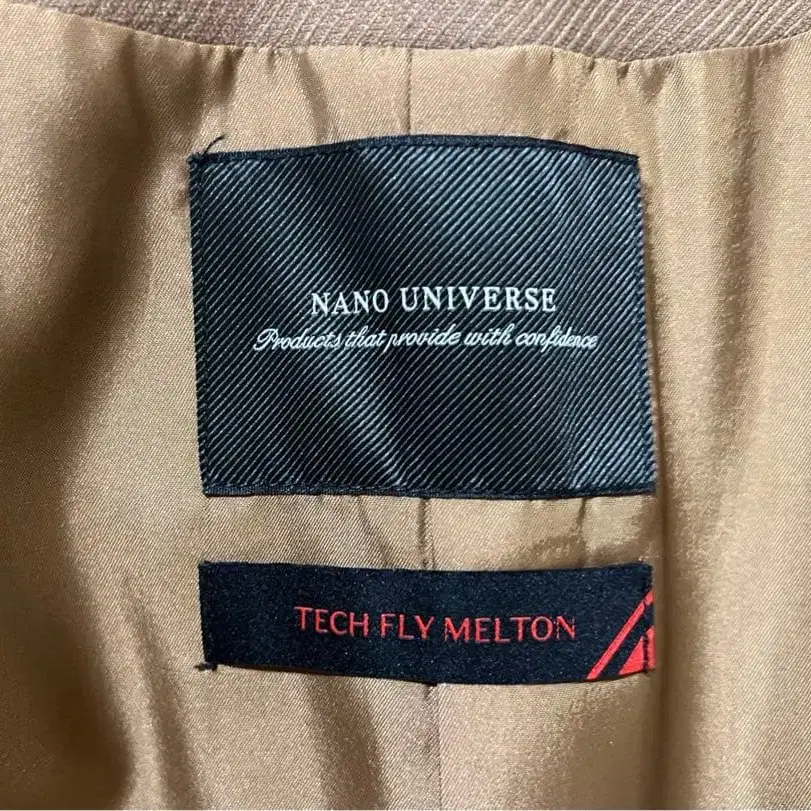 NANO UNIVERSE
Products that provide with confidence
TECH FLY MELTON